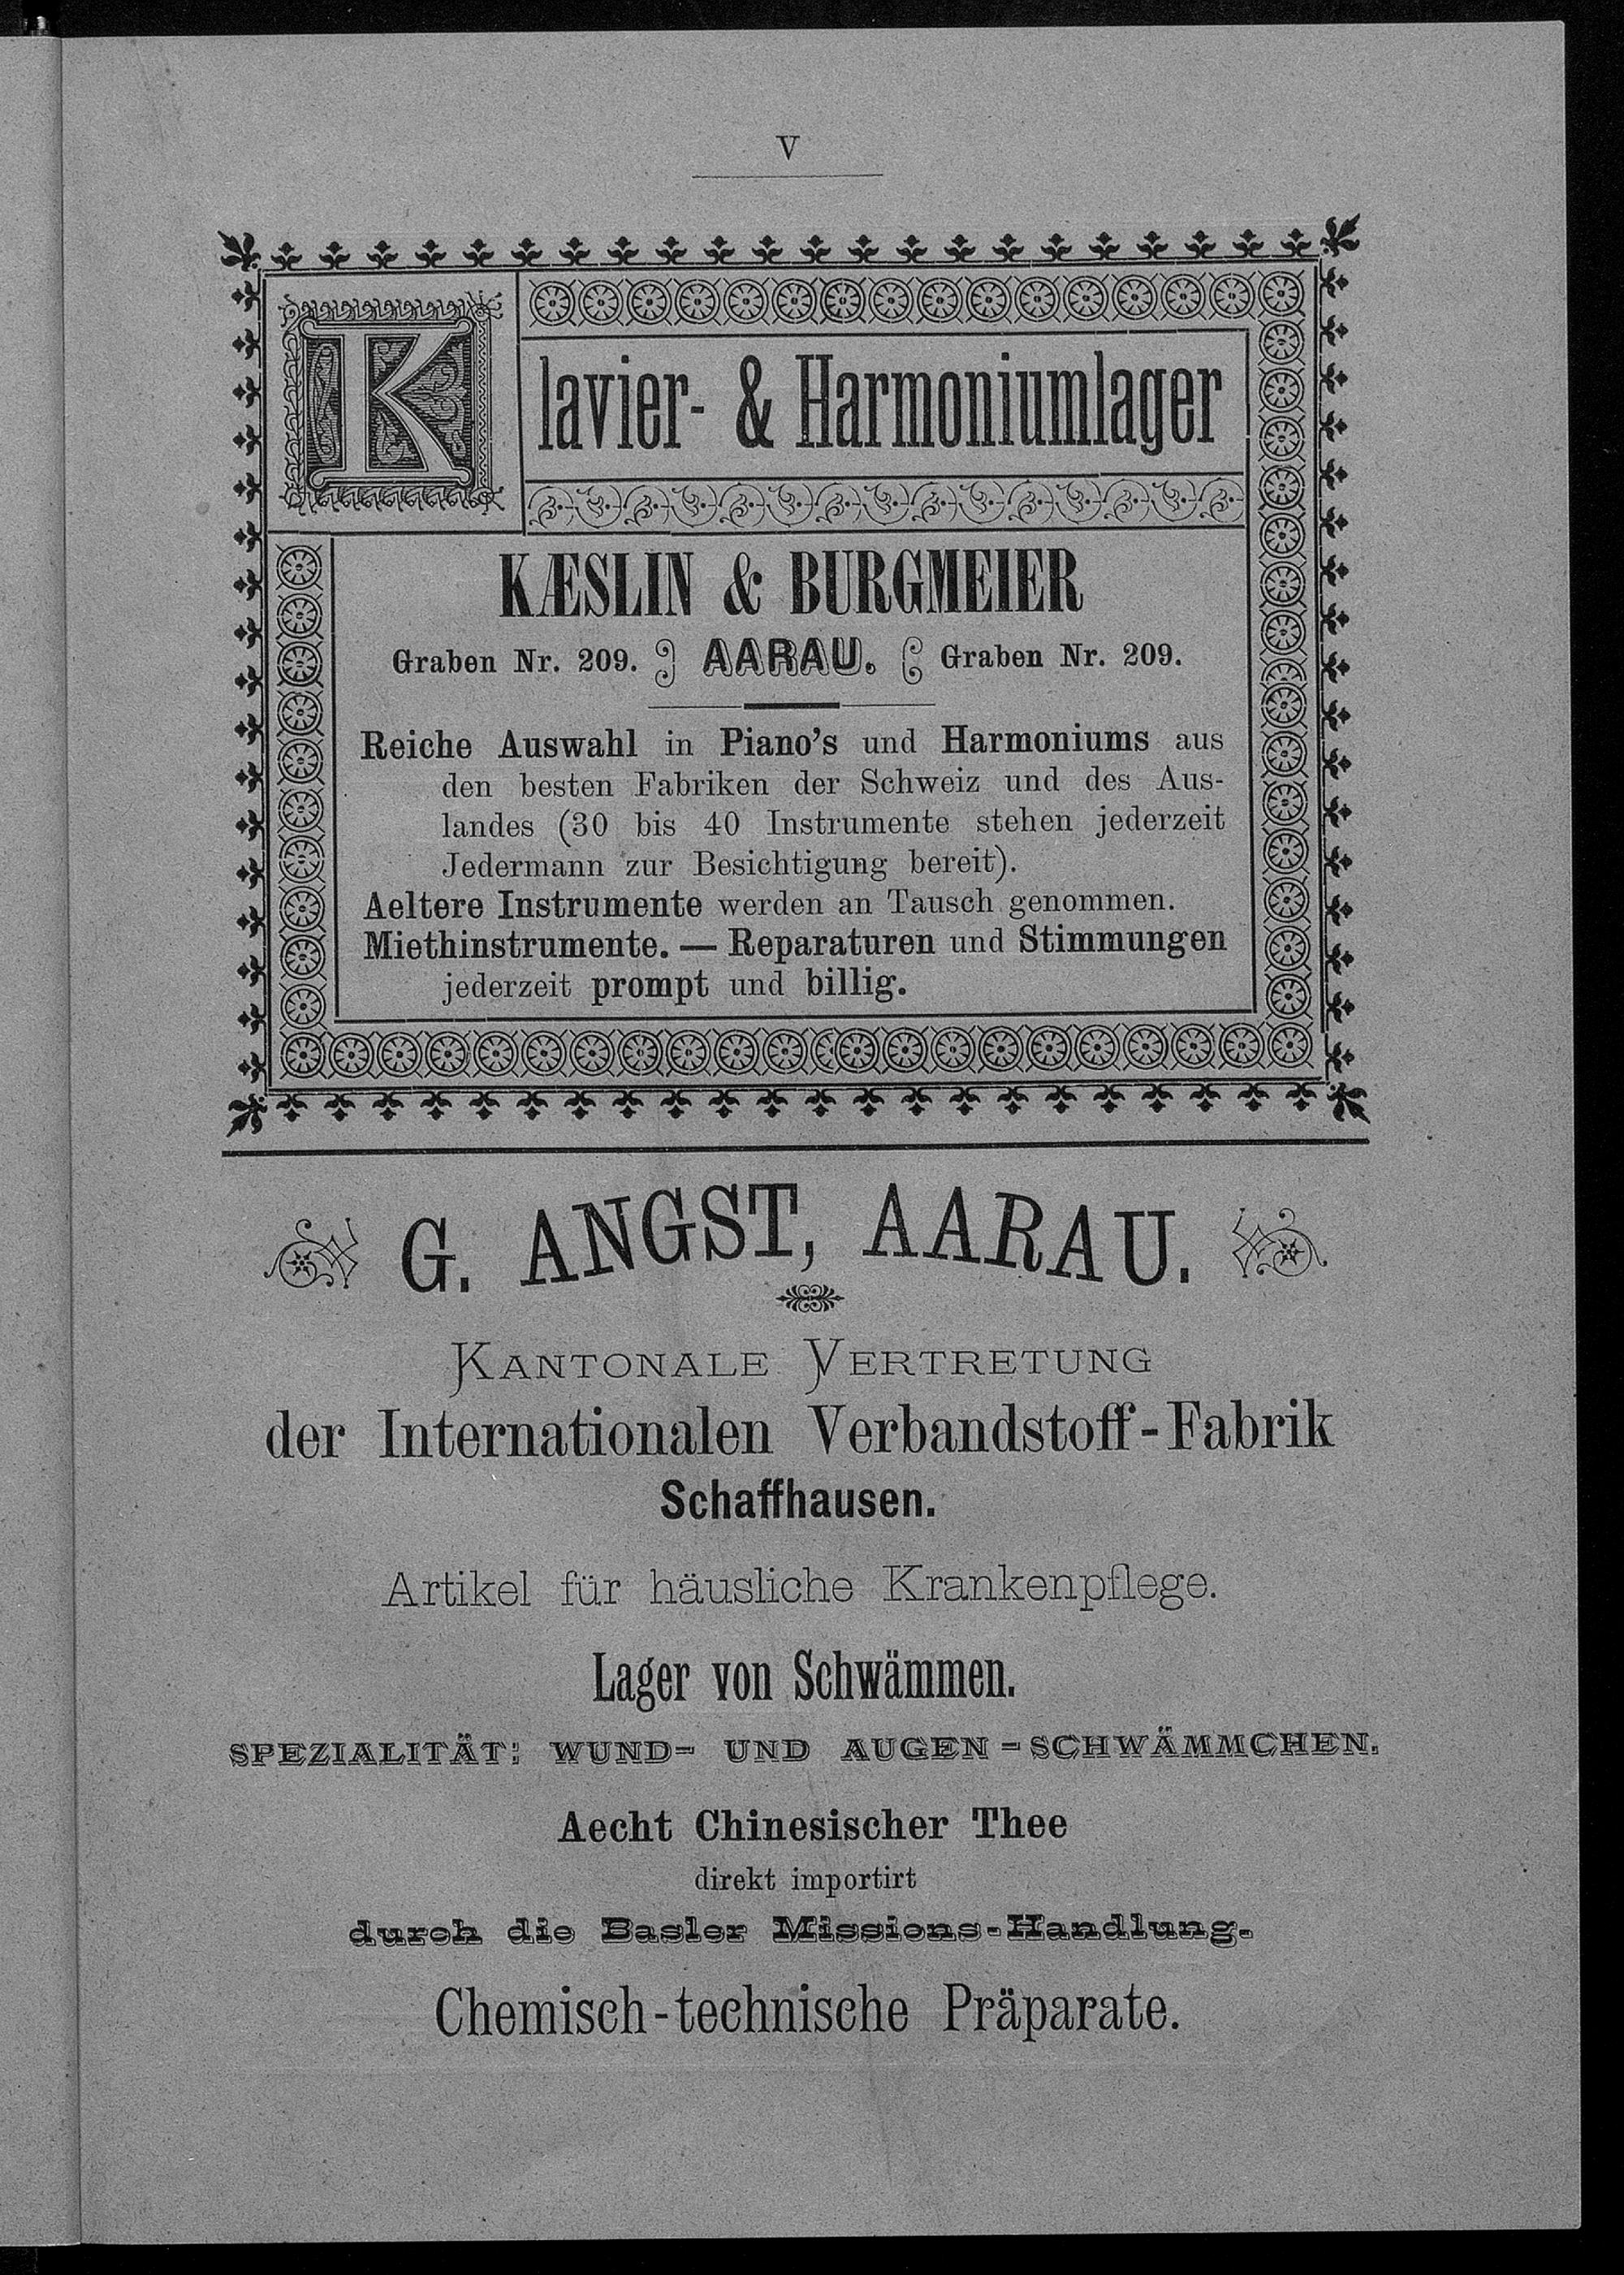 V
Klavier- & Harmoniumlager
KÆSLIN & BURGMEIER
Graben Nr. 209. AARAU. Graben Nr. 209.
Reiche Auswahl in Piano's und Harmoniums aus
den besten Fabriken der Schweiz und des Aus-
landes (30 bis 40 Instrumente stehen jederzeit
Jedermann zur Besichtigung bereit).
Aeltere Instrumente werden an Tausch genommen.
Miethinstrumente. — Reparaturen und Stimmungen
jederzeit prompt und billig.
G. ANGST, AARAU.
KANTONALE VERTRETUNG
der Internationalen Verbandstoff-Fabrik
Schaffhausen.
Artikel für häusliche Krankenpflege.
Lager von Schwämmen.
SPEZIALITÄT: WUND- UND AUGEN-SCHWÄMMCHEN.
Aecht Chinesischer Thee
direkt importirt
durch die Basler Missions-Handlung.
Chemisch-technische Präparate.